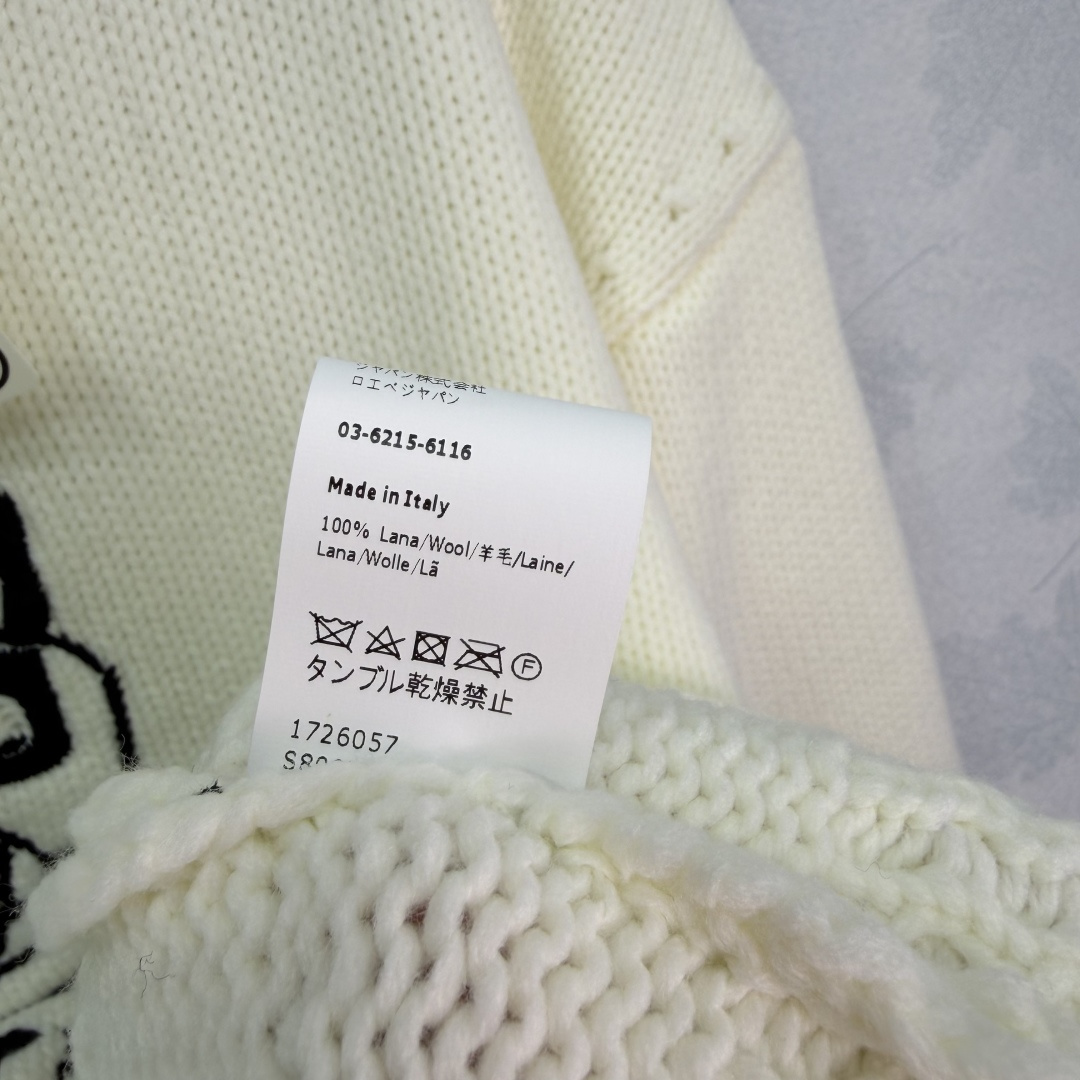 ジャパン株式会社
ロエベジャパン
03-6215-6116
Made in Italy
100% Lana/Wool/羊毛/Laine/
Lana/Wolle/Lã
F
タンブル乾燥禁止
1726057